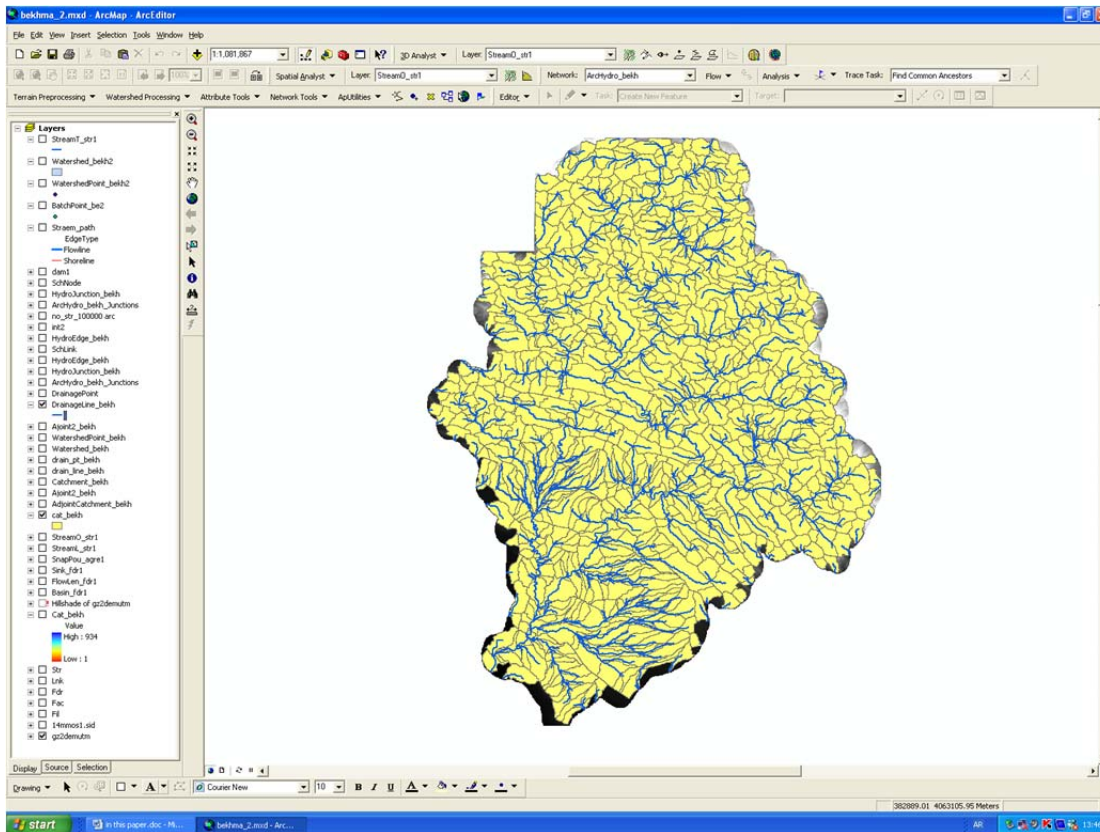 bekhma_2.mxd - ArcMap - ArcEditor
File Edit View Insert Selection Tools Window Help
1:1,081,867 3D Analyst Layer: StreamO_str1
100% Spatial Analyst Layer: StreamO_str1 Network: ArcHydro_bekh Flow Analysis Trace Task: Find Common Ancestors
Terrain Preprocessing Watershed Processing Attribute Tools Network Tools ApUtilities Editor Task: Create New Feature Target:
Layers
StreamT_str1
Watershed_bekh2
WatershedPoint_bekh2
BatchPoint_be2
Straem_path
EdgeType
Flowline
Shoreline
dam1
SchNode
HydroJunction_bekh
ArcHydro_bekh_Junctions
no_str_100000 arc
int2
HydroEdge_bekh
SchLink
HydroEdge_bekh
HydroJunction_bekh
ArcHydro_bekh_Junctions
DrainagePoint
DrainageLine_bekh
Ajoint2_bekh
WatershedPoint_bekh
Watershed_bekh
drain_pt_bekh
drain_line_bekh
Catchment_bekh
Ajoint2_bekh
AdjointCatchment_bekh
cat_bekh
StreamO_str1
StreamL_str1
SnapPou_agre1
Sink_fdr1
FlowLen_fdr1
Basin_fdr1
Hillshade of gz2demutm
Cat_bekh
Value
High : 934
Low : 1
Str
Lnk
Fdr
Fac
Fil
14mmos1.sid
gz2demutm
Display Source Selection
Drawing A Courier New 10 B I U A
382889.01 4063105.95 Meters
start in this paper.doc - Mi... bekhma_2.mxd - Arc... AR 13:46